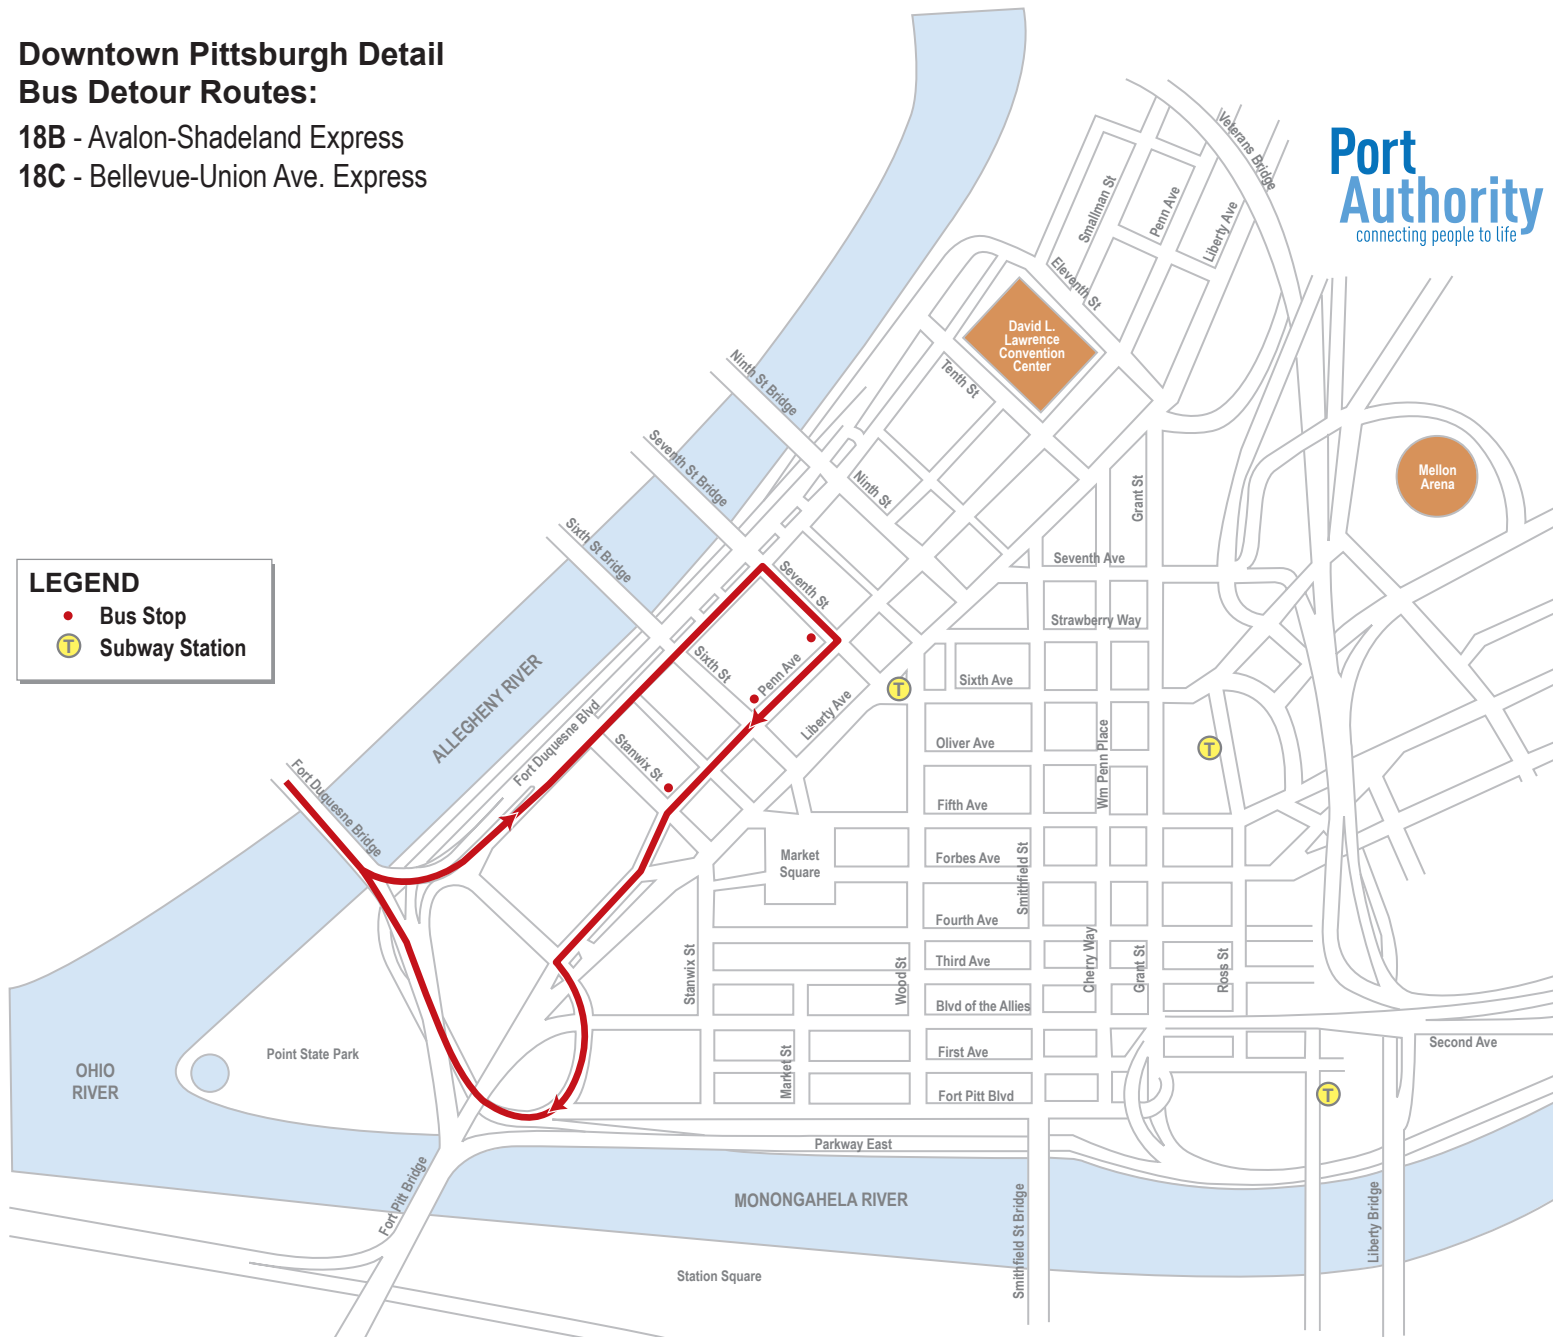 Downtown Pittsburgh Detail
Bus Detour Routes:
18B - Avalon-Shadeland Express
18C - Bellevue-Union Ave. Express
Port
Authority
connecting people to life
Veterans Bridge
Smallman St
Penn Ave
Liberty Ave
Eleventh St
David L.
Lawrence
Convention
Center
Tenth St
Ninth St Bridge
Seventh St Bridge
Sixth St Bridge
Ninth St
Grant St
Mellon
Arena
LEGEND
Bus Stop
T Subway Station
Seventh Ave
Seventh St
Strawberry Way
Sixth St
Penn Ave
Liberty Ave
T
Sixth Ave
ALLEGHENY RIVER
Fort Duquesne Blvd
Stanwix St
Oliver Ave
Wm Penn Place
T
Fort Duquesne Bridge
Fifth Ave
Market
Square
Forbes Ave
Smithfield St
Fourth Ave
Stanwix St
Wood St
Third Ave
Cherry Way
Grant St
Ross St
Blvd of the Allies
Point State Park
Market St
First Ave
Second Ave
OHIO
RIVER
Fort Pitt Blvd
T
Parkway East
Fort Pitt Bridge
MONONGAHELA RIVER
Smithfield St Bridge
Liberty Bridge
Station Square